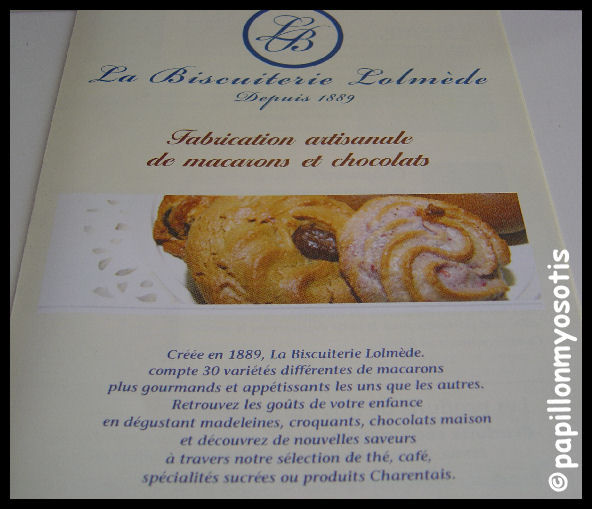 LB
La Biscuiterie Lolmède
Depuis 1889
Fabrication artisanale
de macarons et chocolats
Créée en 1889, La Biscuiterie Lolmède.
compte 30 variétés différentes de macarons
plus gourmands et appétissants les uns que les autres.
Retrouvez les goûts de votre enfance
en dégustant madeleines, croquants, chocolats maison
et découvrez de nouvelles saveurs
à travers notre sélection de thé, café,
spécialités sucrées ou produits Charentais.
© papillonmyosotis